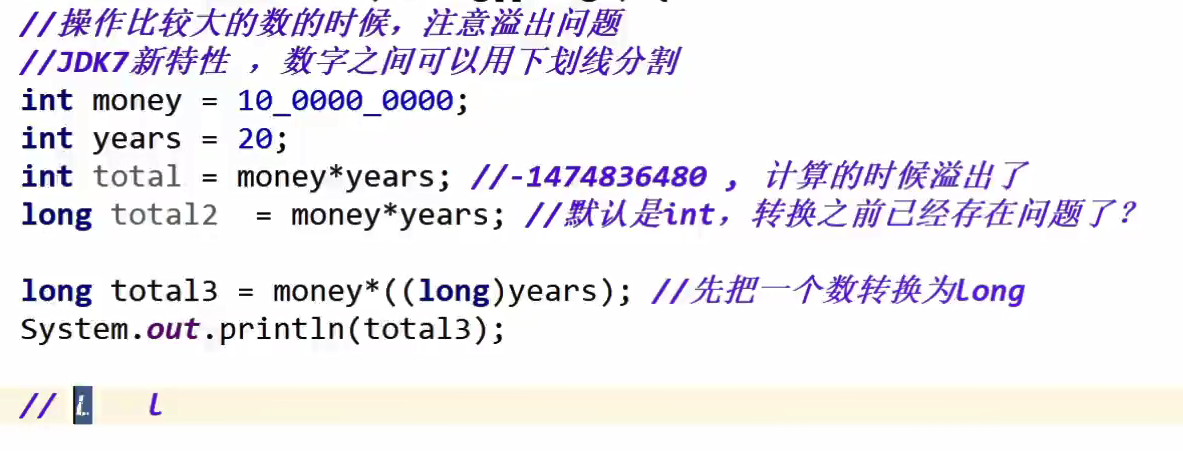 //操作比较大的数的时候，注意溢出问题
//JDK7新特性 ，数字之间可以用下划线分割
int money = 10_0000_0000;
int years = 20;
int total = money*years; //-1474836480 , 计算的时候溢出了
long total2  = money*years; //默认是int，转换之前已经存在问题了？
long total3 = money*((long)years); //先把一个数转换为Long
System.out.println(total3);
// L   l